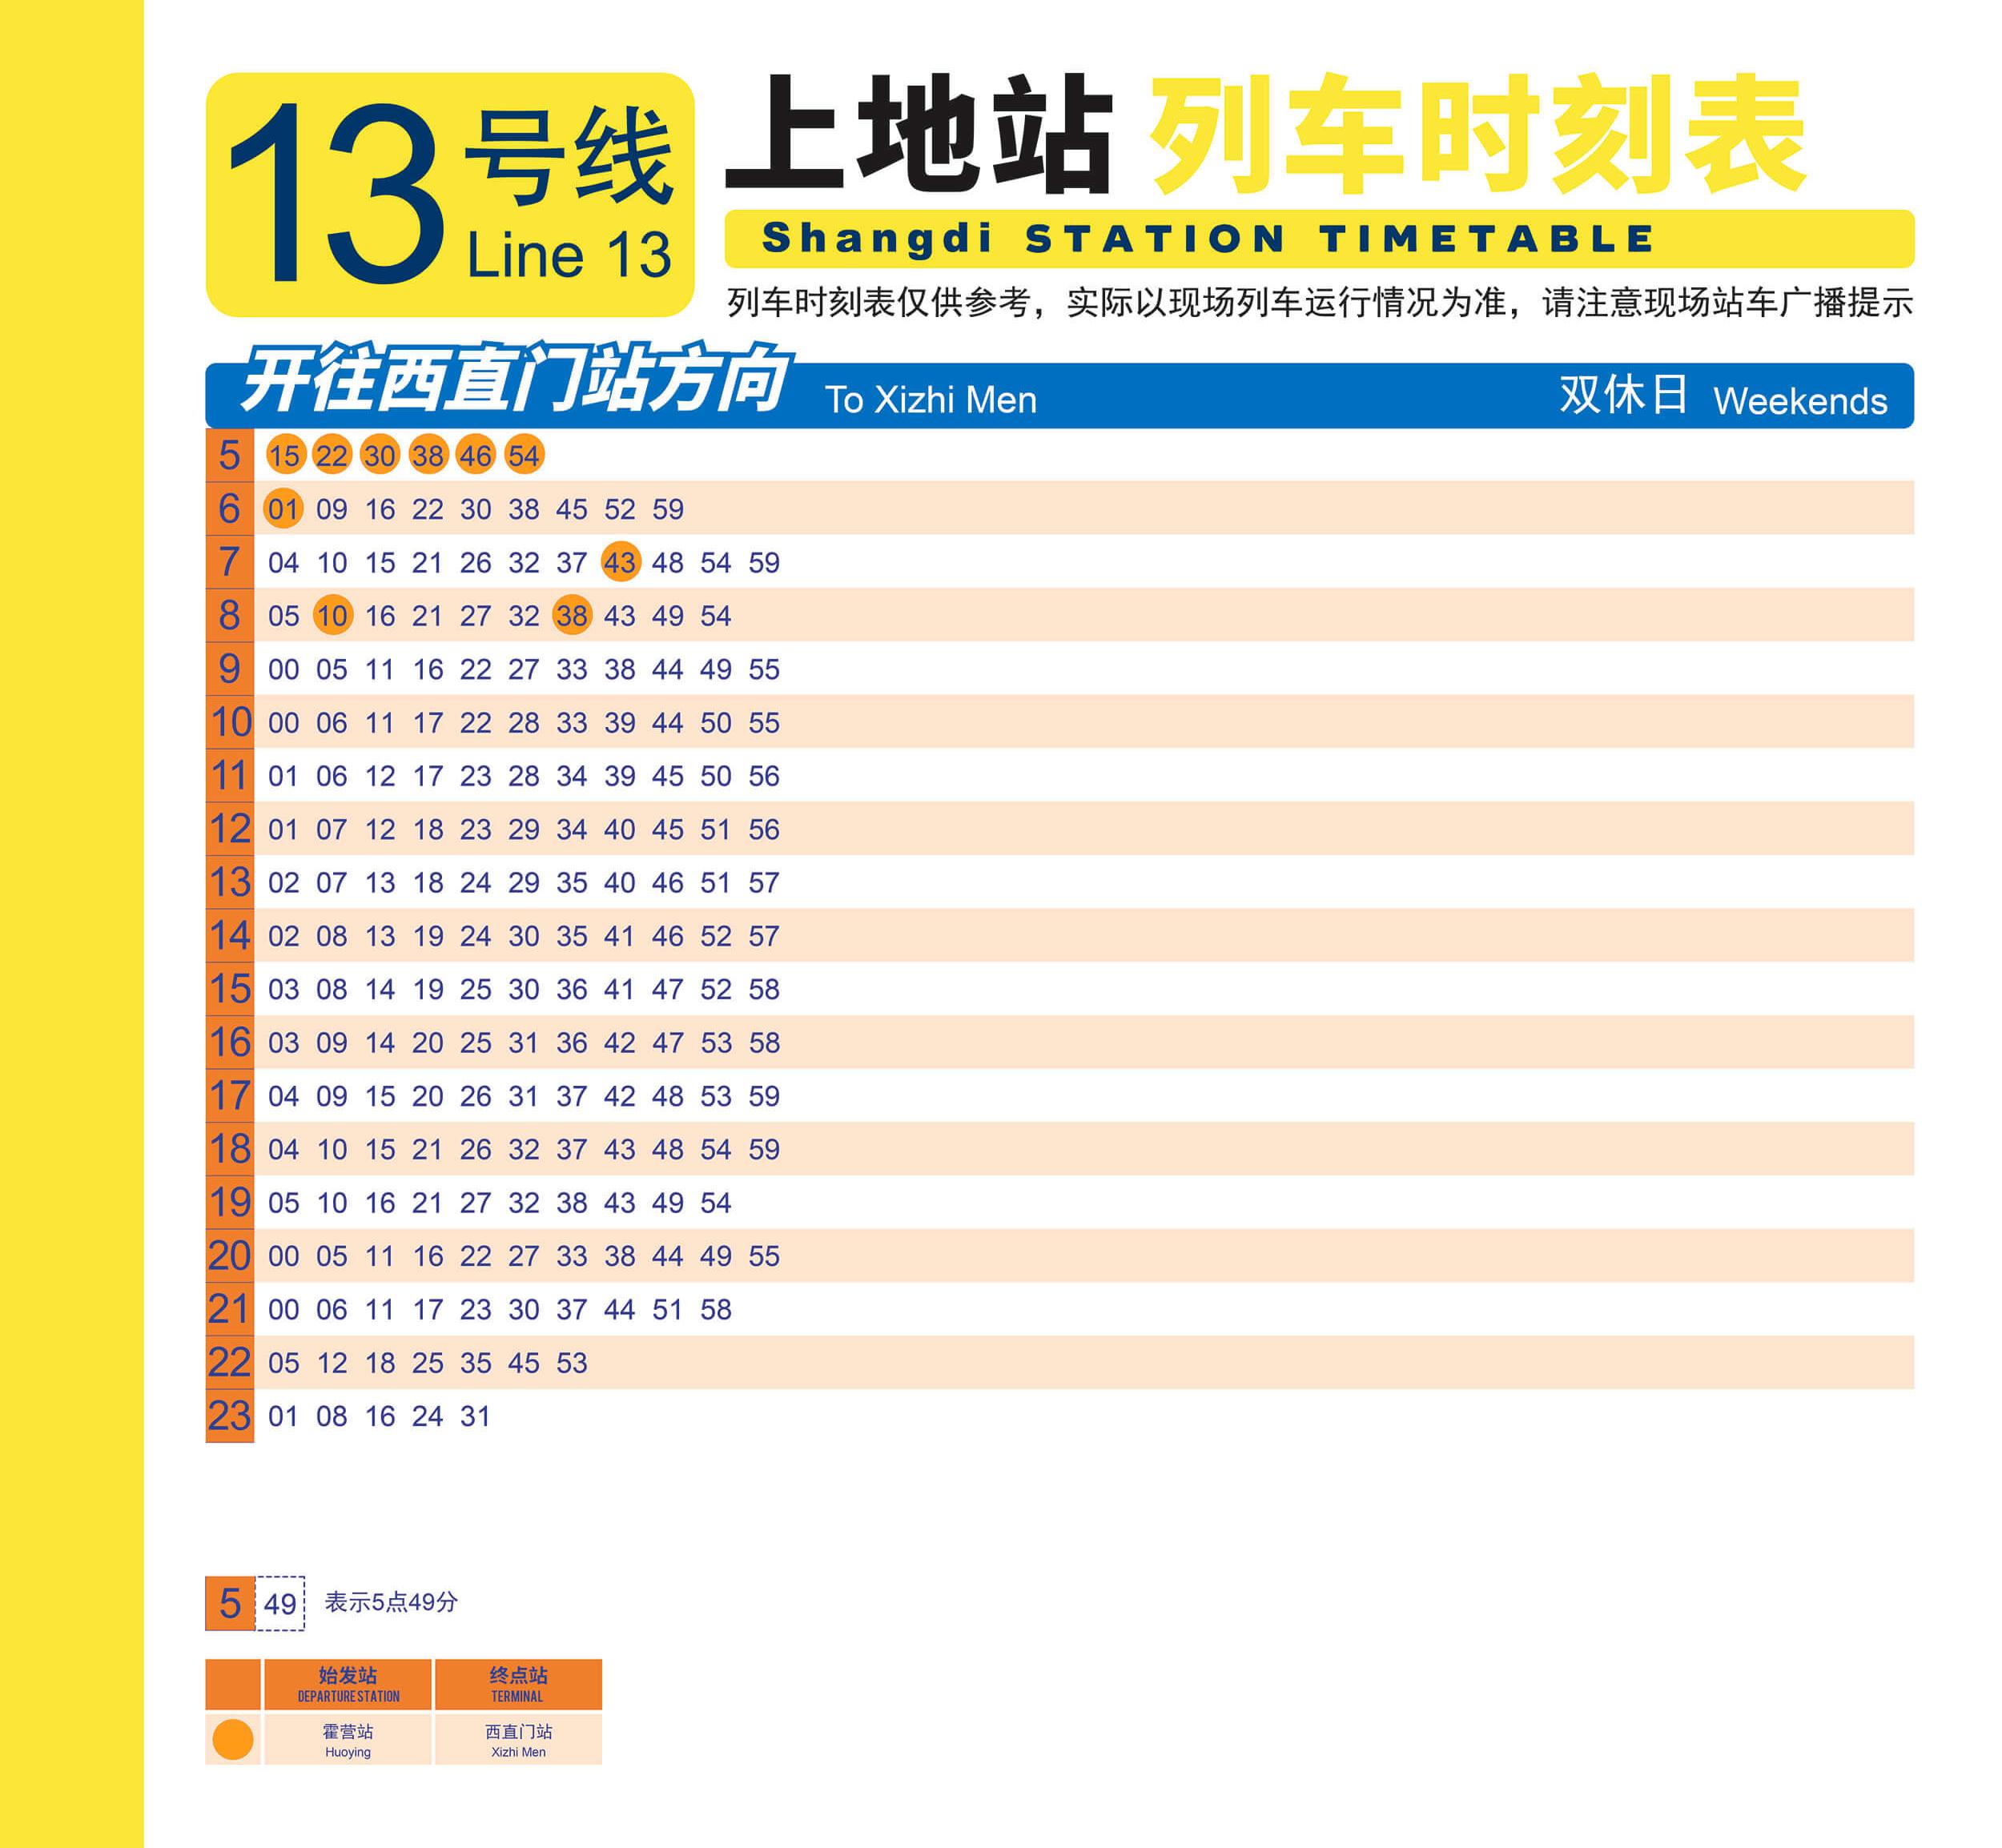 13号线
Line 13
上地站 列车时刻表
Shangdi STATION TIMETABLE
列车时刻表仅供参考，实际以现场列车运行情况为准，请注意现场站车广播提示
开往西直门站方向 To Xizhi Men 双休日 Weekends
5 15 22 30 38 46 54
6 01 09 16 22 30 38 45 52 59
7 04 10 15 21 26 32 37 43 48 54 59
8 05 10 16 21 27 32 38 43 49 54
9 00 05 11 16 22 27 33 38 44 49 55
10 00 06 11 17 22 28 33 39 44 50 55
11 01 06 12 17 23 28 34 39 45 50 56
12 01 07 12 18 23 29 34 40 45 51 56
13 02 07 13 18 24 29 35 40 46 51 57
14 02 08 13 19 24 30 35 41 46 52 57
15 03 08 14 19 25 30 36 41 47 52 58
16 03 09 14 20 25 31 36 42 47 53 58
17 04 09 15 20 26 31 37 42 48 53 59
18 04 10 15 21 26 32 37 43 48 54 59
19 05 10 16 21 27 32 38 43 49 54
20 00 05 11 16 22 27 33 38 44 49 55
21 00 06 11 17 23 30 37 44 51 58
22 05 12 18 25 35 45 53
23 01 08 16 24 31
5 49 表示5点49分
始发站 终点站
DEPARTURE STATION TERMINAL
霍营站 西直门站
Huoying Xizhi Men